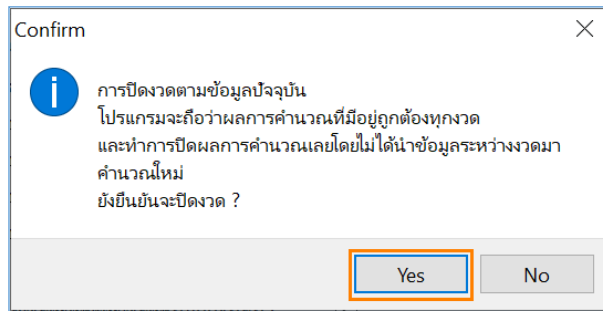 Confirm
การปิดงวดตามข้อมูลปัจจุบัน
โปรแกรมจะถือว่าผลการคำนวณที่มีอยู่ถูกต้องทุกงวด
และทำการปิดผลการคำนวณเลยโดยไม่ได้นำข้อมูลระหว่างงวดมา
คำนวณใหม่
ยังยืนยันจะปิดงวด ?
Yes No